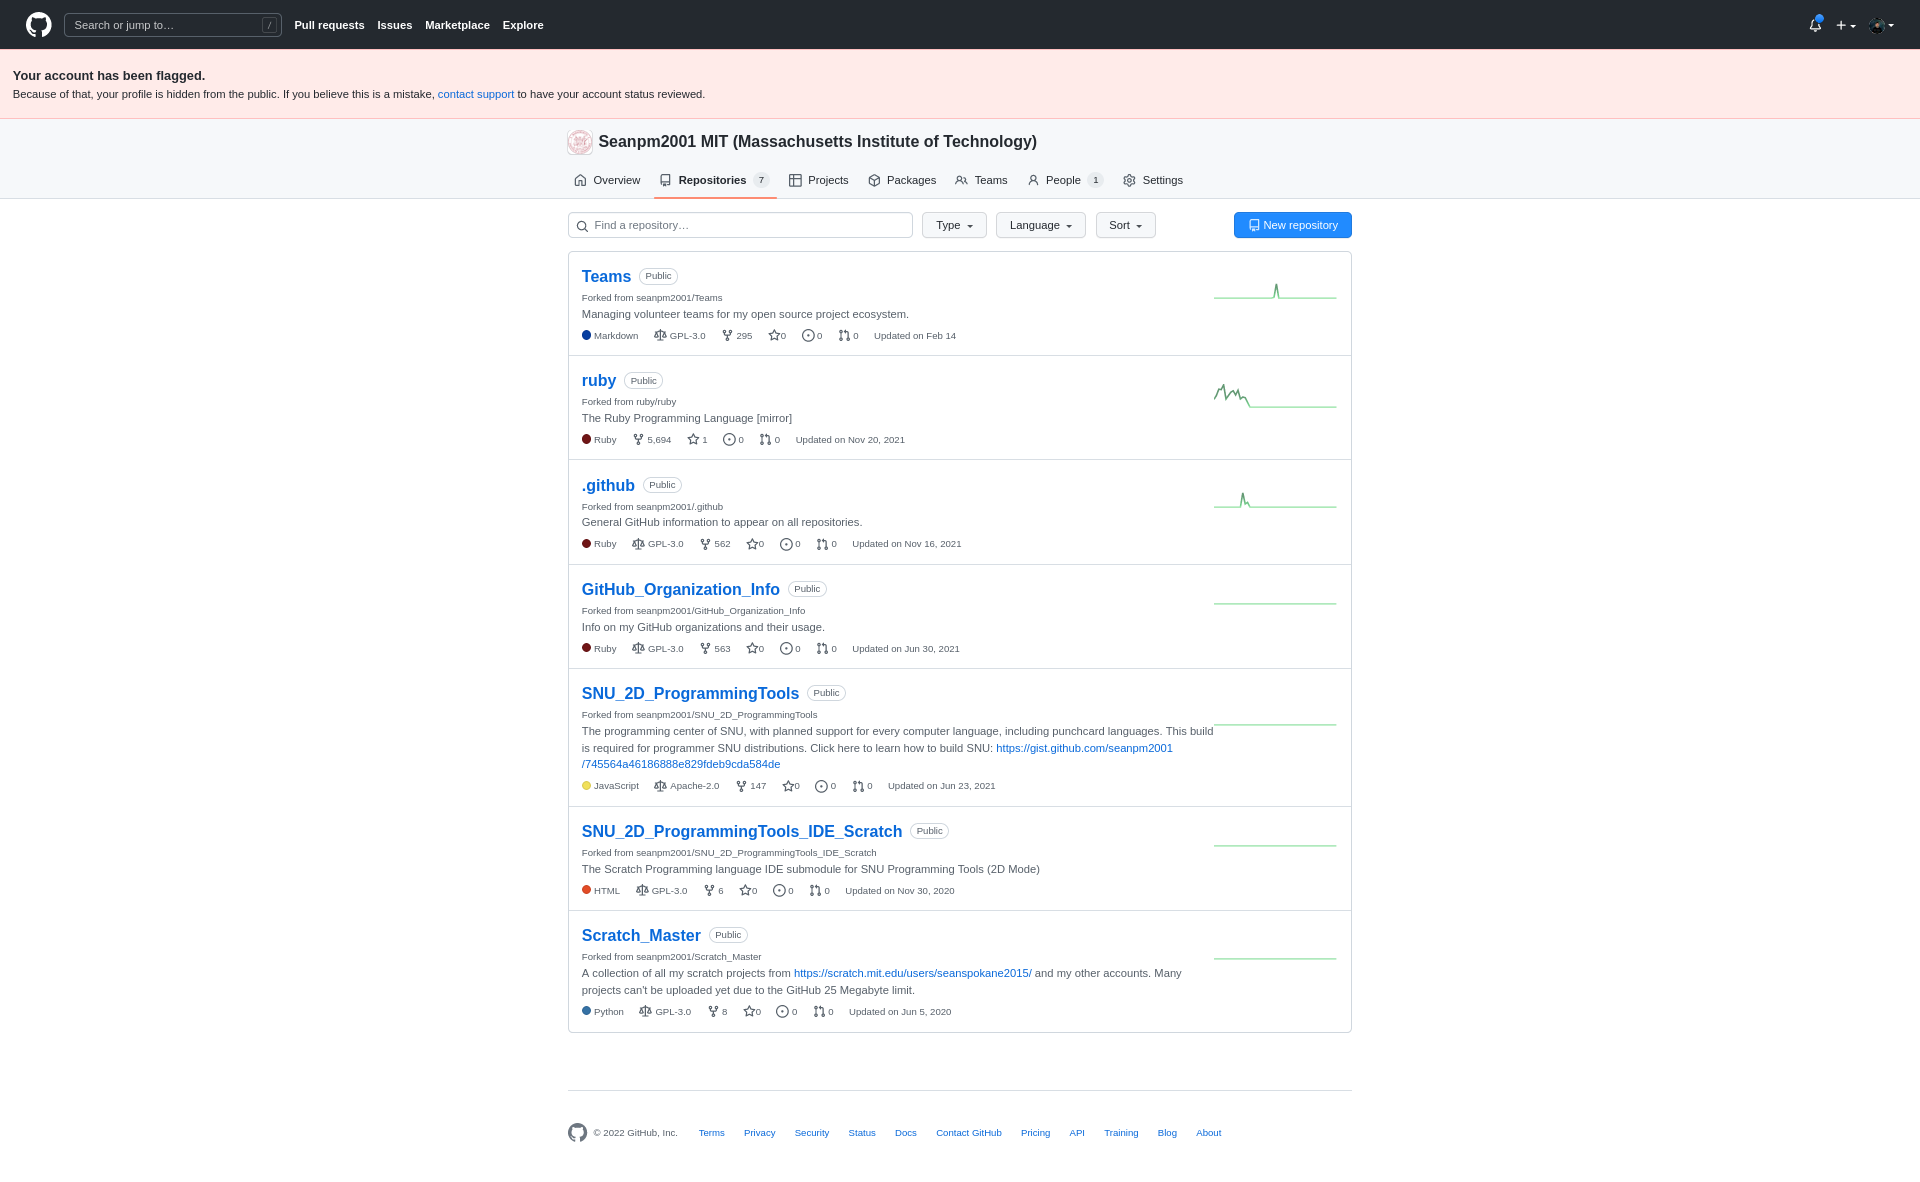 Search or jump to… /
Pull requests Issues Marketplace Explore
Your account has been flagged.
Because of that, your profile is hidden from the public. If you believe this is a mistake, contact support to have your account status reviewed.
Seanpm2001 MIT (Massachusetts Institute of Technology)
Overview Repositories 7 Projects Packages Teams People 1 Settings
Find a repository… Type Language Sort New repository
Teams Public
Forked from seanpm2001/Teams
Managing volunteer teams for my open source project ecosystem.
Markdown GPL-3.0 295 0 0 0 Updated on Feb 14
ruby Public
Forked from ruby/ruby
The Ruby Programming Language [mirror]
Ruby 5,694 1 0 0 Updated on Nov 20, 2021
.github Public
Forked from seanpm2001/.github
General GitHub information to appear on all repositories.
Ruby GPL-3.0 562 0 0 0 Updated on Nov 16, 2021
GitHub_Organization_Info Public
Forked from seanpm2001/GitHub_Organization_Info
Info on my GitHub organizations and their usage.
Ruby GPL-3.0 563 0 0 0 Updated on Jun 30, 2021
SNU_2D_ProgrammingTools Public
Forked from seanpm2001/SNU_2D_ProgrammingTools
The programming center of SNU, with planned support for every computer language, including punchcard languages. This build
is required for programmer SNU distributions. Click here to learn how to build SNU: https://gist.github.com/seanpm2001
/745564a46186888e829fdeb9cda584de
JavaScript Apache-2.0 147 0 0 0 Updated on Jun 23, 2021
SNU_2D_ProgrammingTools_IDE_Scratch Public
Forked from seanpm2001/SNU_2D_ProgrammingTools_IDE_Scratch
The Scratch Programming language IDE submodule for SNU Programming Tools (2D Mode)
HTML GPL-3.0 6 0 0 0 Updated on Nov 30, 2020
Scratch_Master Public
Forked from seanpm2001/Scratch_Master
A collection of all my scratch projects from https://scratch.mit.edu/users/seanspokane2015/ and my other accounts. Many
projects can't be uploaded yet due to the GitHub 25 Megabyte limit.
Python GPL-3.0 8 0 0 0 Updated on Jun 5, 2020
© 2022 GitHub, Inc. Terms Privacy Security Status Docs Contact GitHub Pricing API Training Blog About